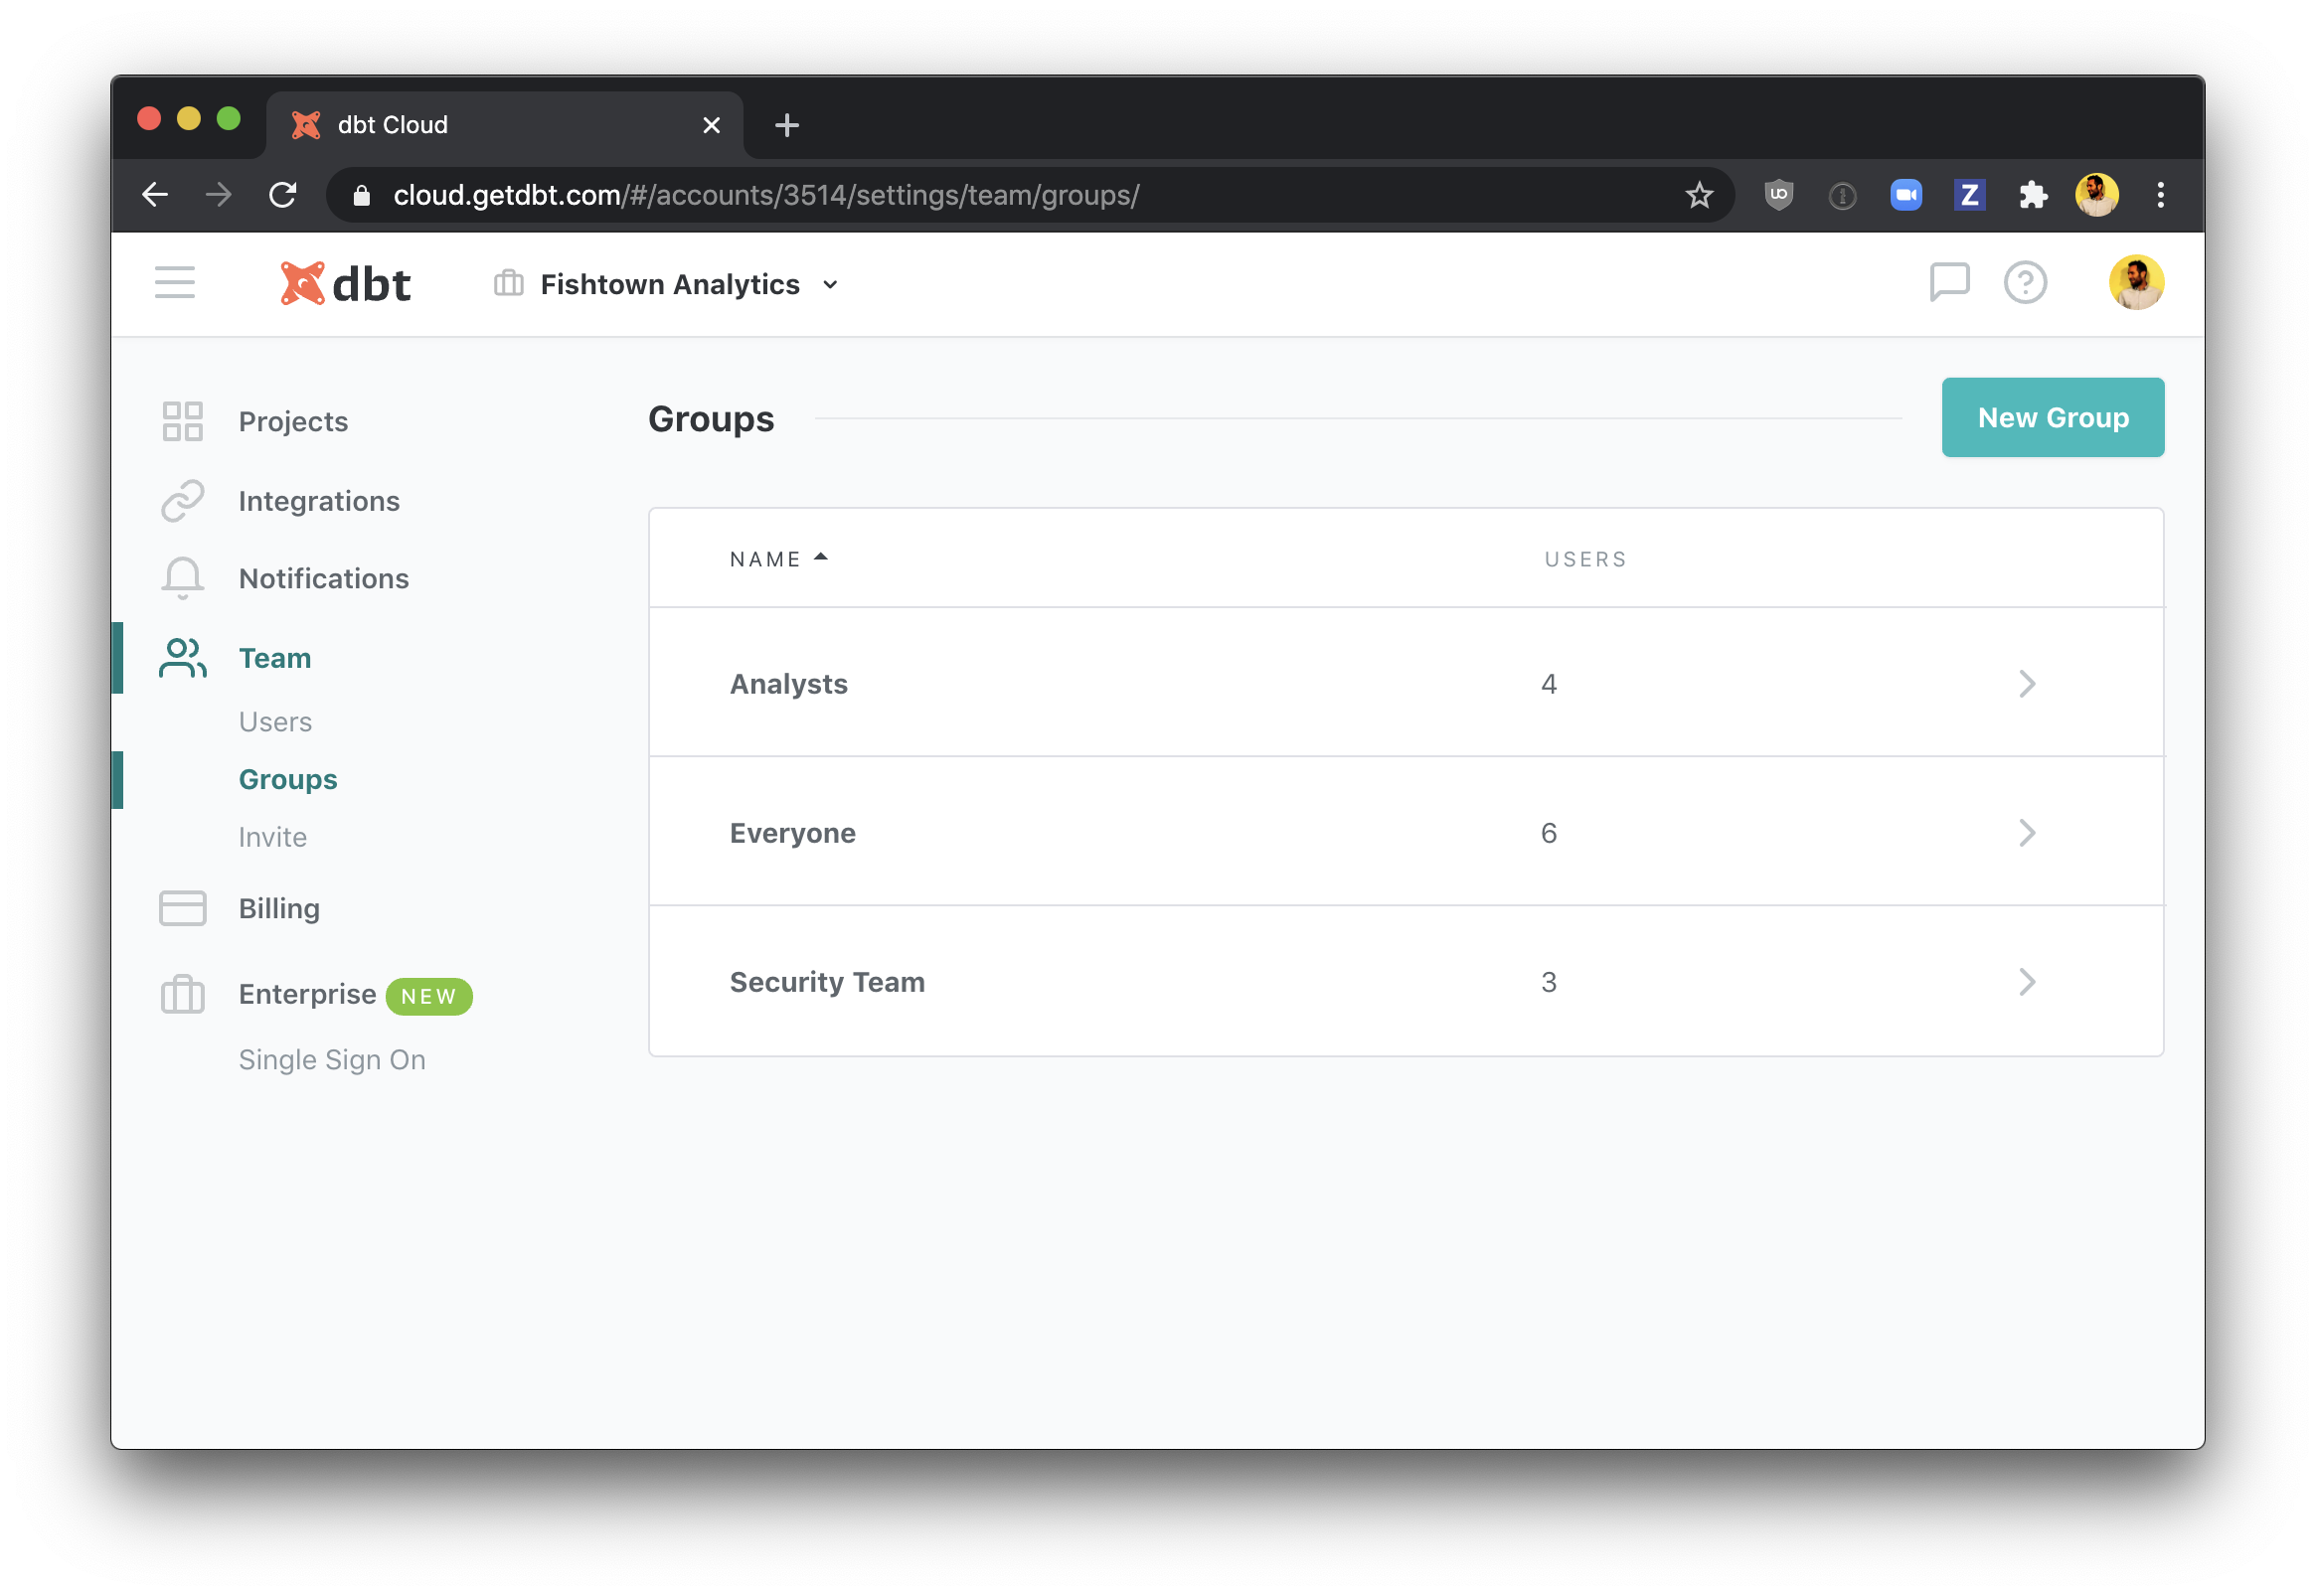 dbt Cloud
cloud.getdbt.com/#/accounts/3514/settings/team/groups/
dbt
Fishtown Analytics
Projects
Integrations
Notifications
Team
Users
Groups
Invite
Billing
Enterprise NEW
Single Sign On
Groups
New Group
NAME USERS
Analysts 4
Everyone 6
Security Team 3